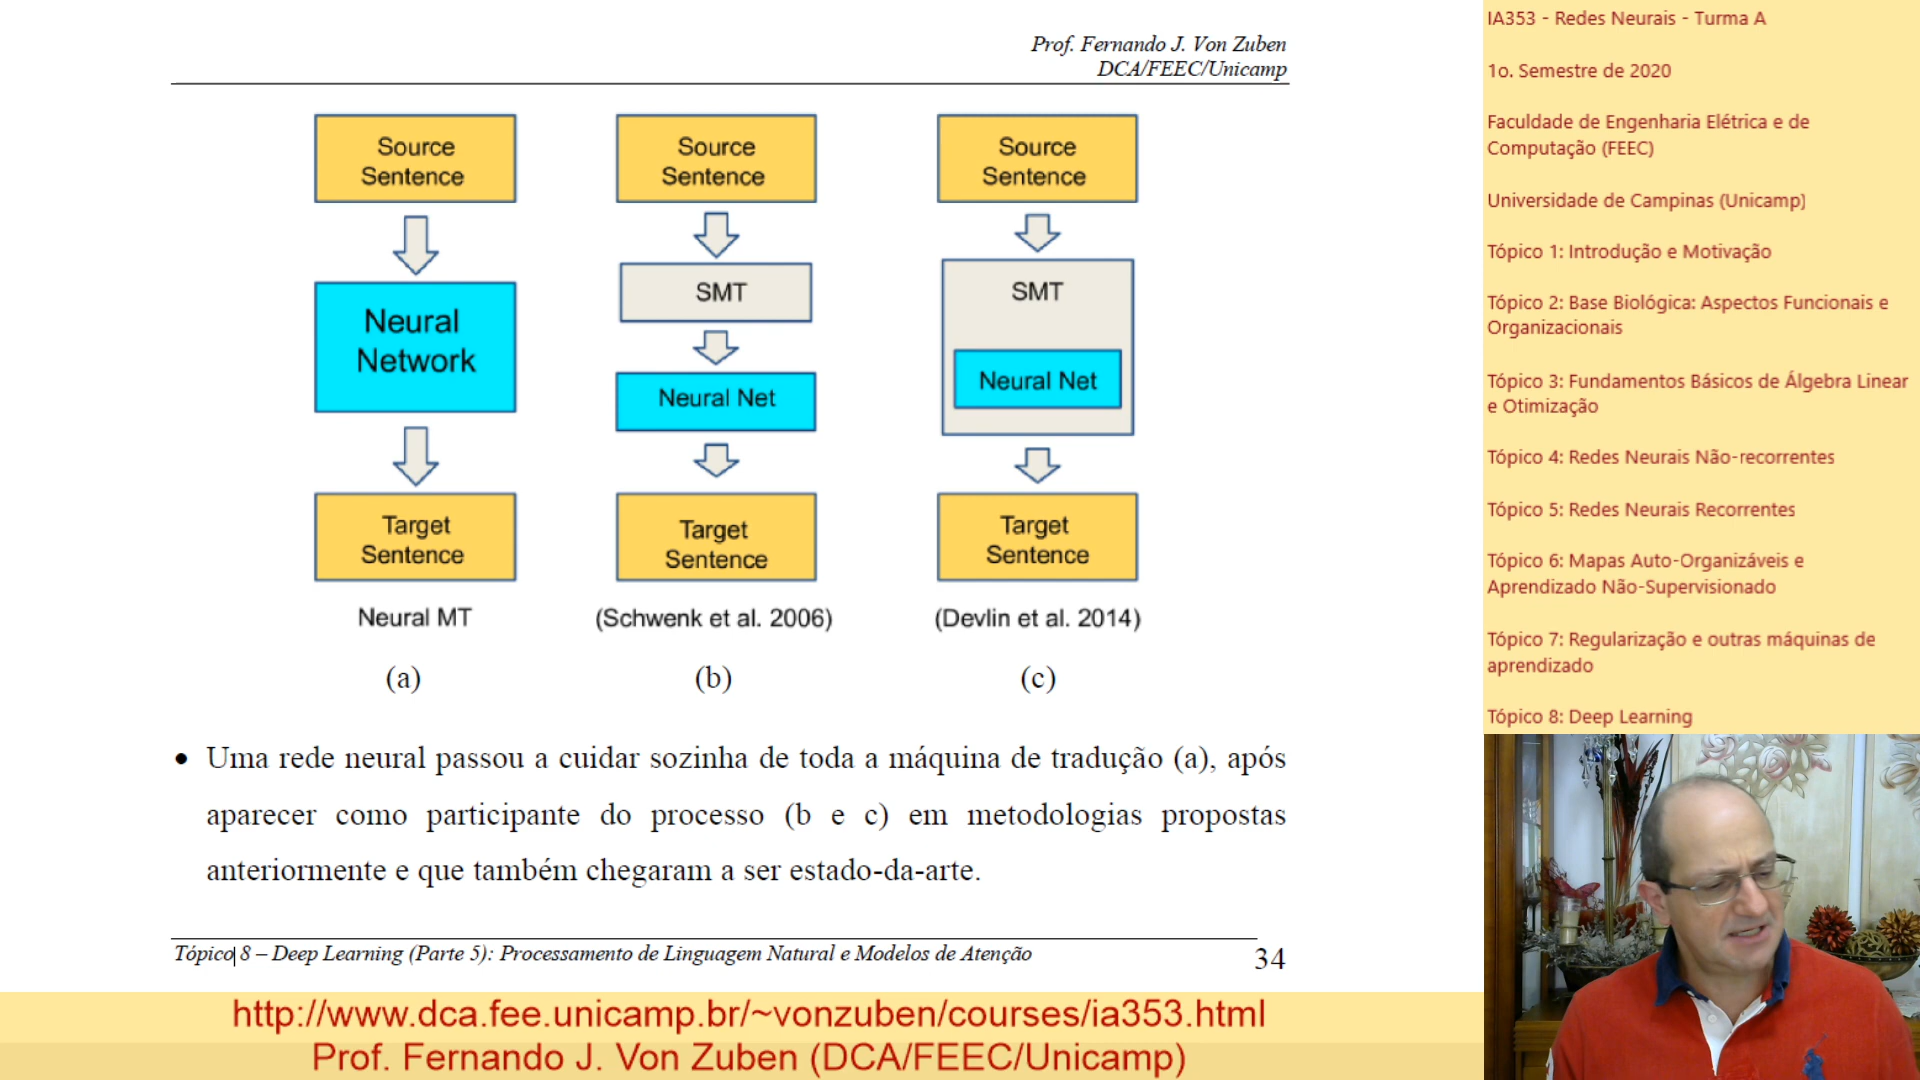 Prof. Fernando J. Von Zuben
DCA/FEEC/Unicamp
Source
Sentence
Neural
Network
Target
Sentence
Neural MT
(a)
Source
Sentence
SMT
Neural Net
Target
Sentence
(Schwenk et al. 2006)
(b)
Source
Sentence
SMT
Neural Net
Target
Sentence
(Devlin et al. 2014)
(c)
• Uma rede neural passou a cuidar sozinha de toda a máquina de tradução (a), após
aparecer como participante do processo (b e c) em metodologias propostas
anteriormente e que também chegaram a ser estado-da-arte.
Tópico 8 – Deep Learning (Parte 5): Processamento de Linguagem Natural e Modelos de Atenção
34
http://www.dca.fee.unicamp.br/~vonzuben/courses/ia353.html
Prof. Fernando J. Von Zuben (DCA/FEEC/Unicamp)
IA353 - Redes Neurais - Turma A
1o. Semestre de 2020
Faculdade de Engenharia Elétrica e de
Computação (FEEC)
Universidade de Campinas (Unicamp)
Tópico 1: Introdução e Motivação
Tópico 2: Base Biológica: Aspectos Funcionais e
Organizacionais
Tópico 3: Fundamentos Básicos de Álgebra Linear
e Otimização
Tópico 4: Redes Neurais Não-recorrentes
Tópico 5: Redes Neurais Recorrentes
Tópico 6: Mapas Auto-Organizáveis e
Aprendizado Não-Supervisionado
Tópico 7: Regularização e outras máquinas de
aprendizado
Tópico 8: Deep Learning